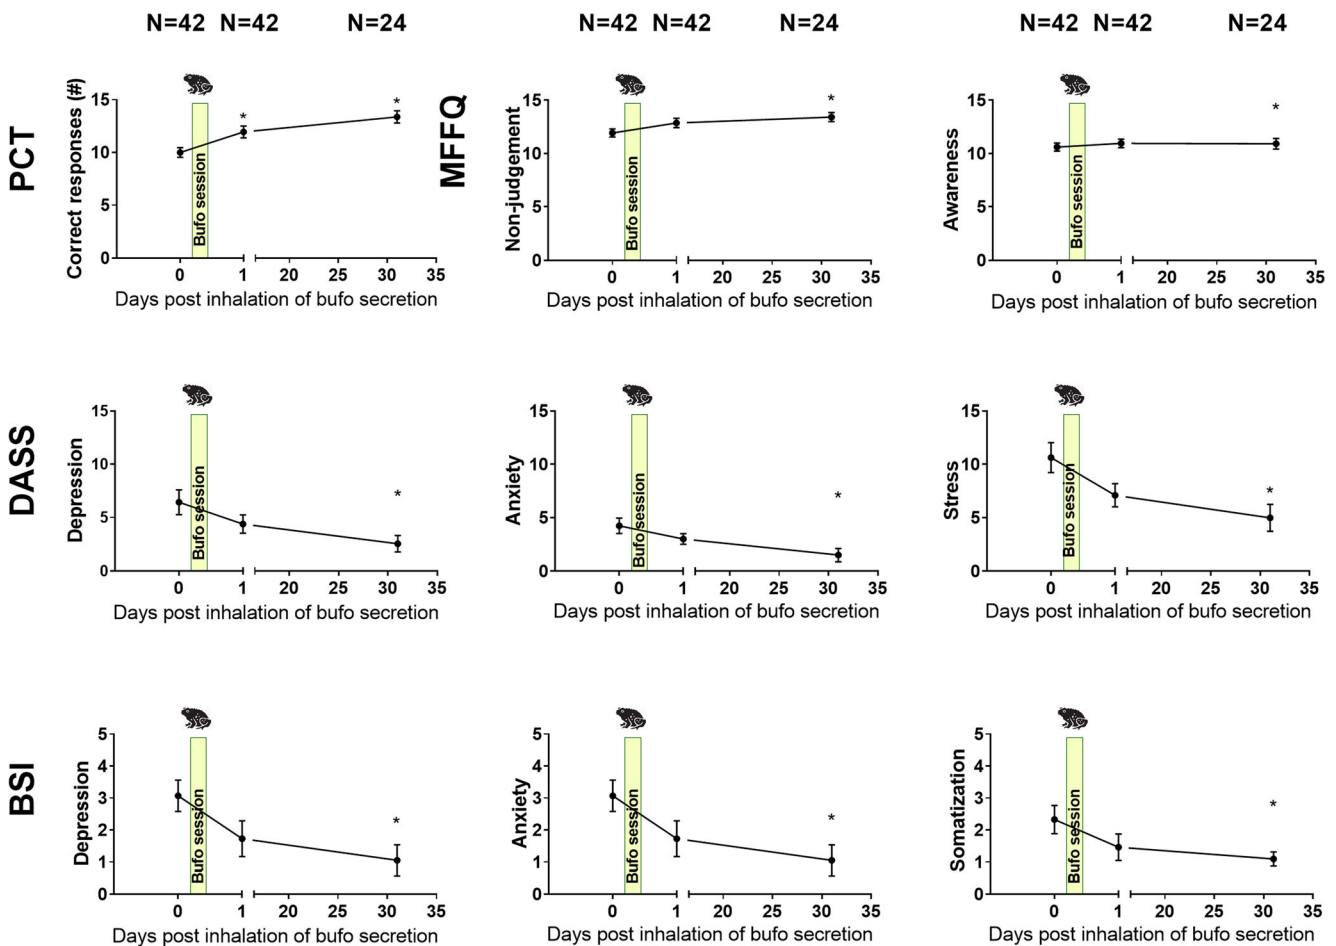 N=42 N=42 N=24
N=42 N=42 N=24
N=42 N=42 N=24
PCT
Correct responses (#)
15
10
5
0
Bufo session
*
*
0 1 20 25 30 35
Days post inhalation of bufo secretion
MFFQ
Non-judgement
15
10
5
0
Bufo session
*
0 1 20 25 30 35
Days post inhalation of bufo secretion
Awareness
15
10
5
0
Bufo session
*
0 1 20 25 30 35
Days post inhalation of bufo secretion
DASS
Depression
15
10
5
0
Bufo session
*
0 1 20 25 30 35
Days post inhalation of bufo secretion
Anxiety
15
10
5
0
Bufo session
*
0 1 20 25 30 35
Days post inhalation of bufo secretion
Stress
15
10
5
0
Bufo session
*
0 1 20 25 30 35
Days post inhalation of bufo secretion
BSI
Depression
5
4
3
2
1
0
Bufo session
*
0 1 20 25 30 35
Days post inhalation of bufo secretion
Anxiety
5
4
3
2
1
0
Bufo session
*
0 1 20 25 30 35
Days post inhalation of bufo secretion
Somatization
5
4
3
2
1
0
Bufo session
*
0 1 20 25 30 35
Days post inhalation of bufo secretion